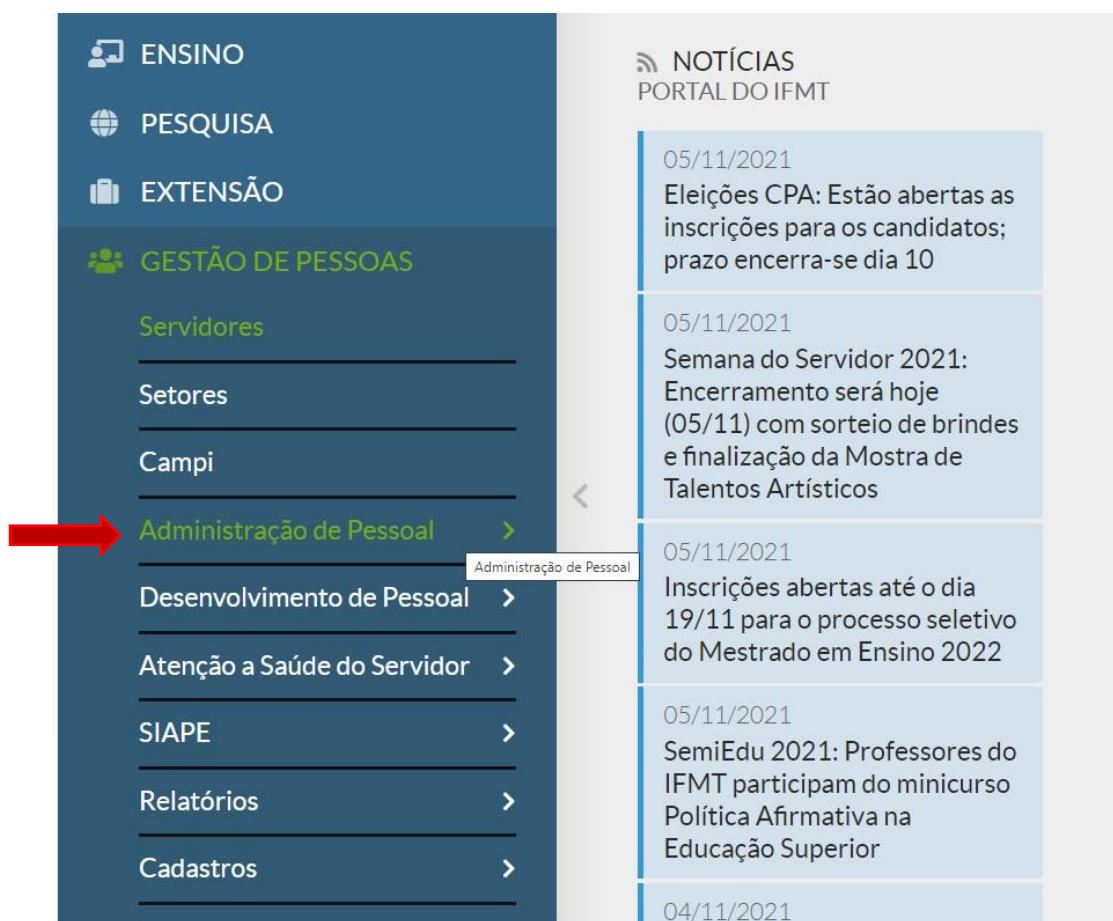 ENSINO
PESQUISA
EXTENSÃO
GESTÃO DE PESSOAS
Servidores
Setores
Campi
Administração de Pessoal
Administração de Pessoal
Desenvolvimento de Pessoal
Atenção a Saúde do Servidor
SIAPE
Relatórios
Cadastros
NOTÍCIAS
PORTAL DO IFMT
05/11/2021
Eleições CPA: Estão abertas as
inscrições para os candidatos;
prazo encerra-se dia 10
05/11/2021
Semana do Servidor 2021:
Encerramento será hoje
(05/11) com sorteio de brindes
e finalização da Mostra de
Talentos Artísticos
05/11/2021
Inscrições abertas até o dia
19/11 para o processo seletivo
do Mestrado em Ensino 2022
05/11/2021
SemiEdu 2021: Professores do
IFMT participam do minicurso
Política Afirmativa na
Educação Superior
04/11/2021